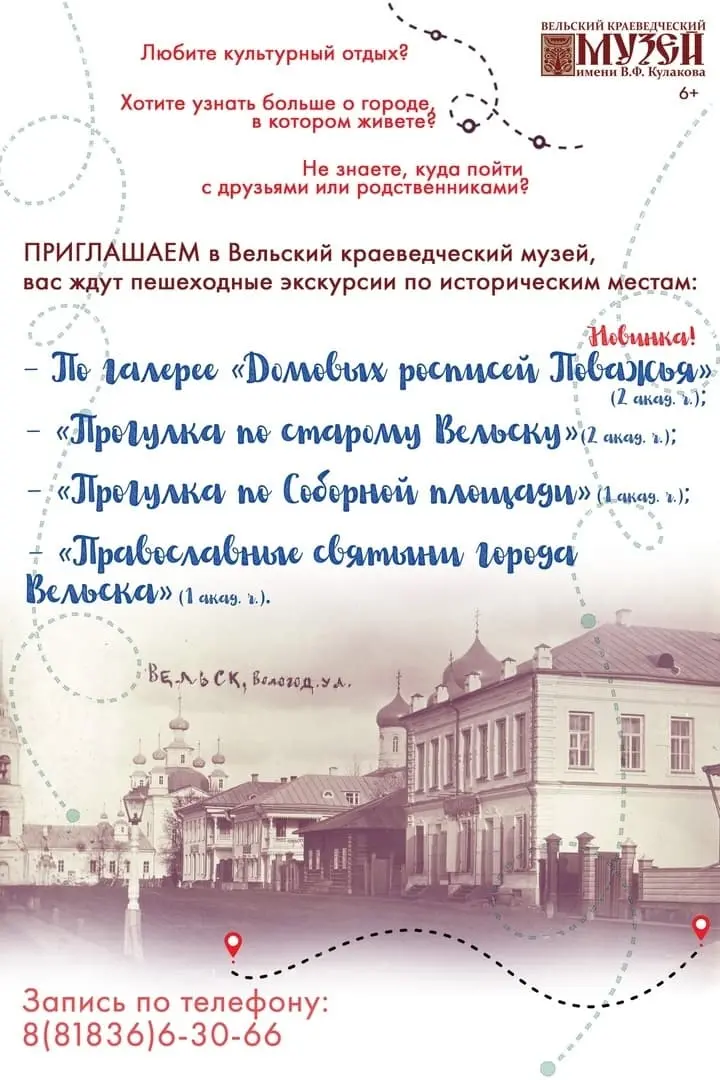 Любите культурный отдых?
ВЕЛЬСКИЙ КРАЕВЕДЧЕСКИЙ
МУЗЕЙ
ИМЕНИ В.Ф. КУЛАКОВА
6+
Хотите узнать больше о городе,
в котором живете?
Не знаете, куда пойти
с друзьями или родственниками?
ПРИГЛАШАЕМ в Вельский краеведческий музей,
вас ждут пешеходные экскурсии по историческим местам:
Новинка!
– По галерее «Домовых росписей Поважья»
(2 акад. ч.);
– «Прогулка по старому Вельску» (2 акад. ч.);
– «Прогулка по Соборной площади» (1 акад. ч.);
– «Православные святыни города
Вельска» (1 акад. ч.).
ВЕЛЬСК, Вологод. ул.
Запись по телефону:
8(81836)6-30-66